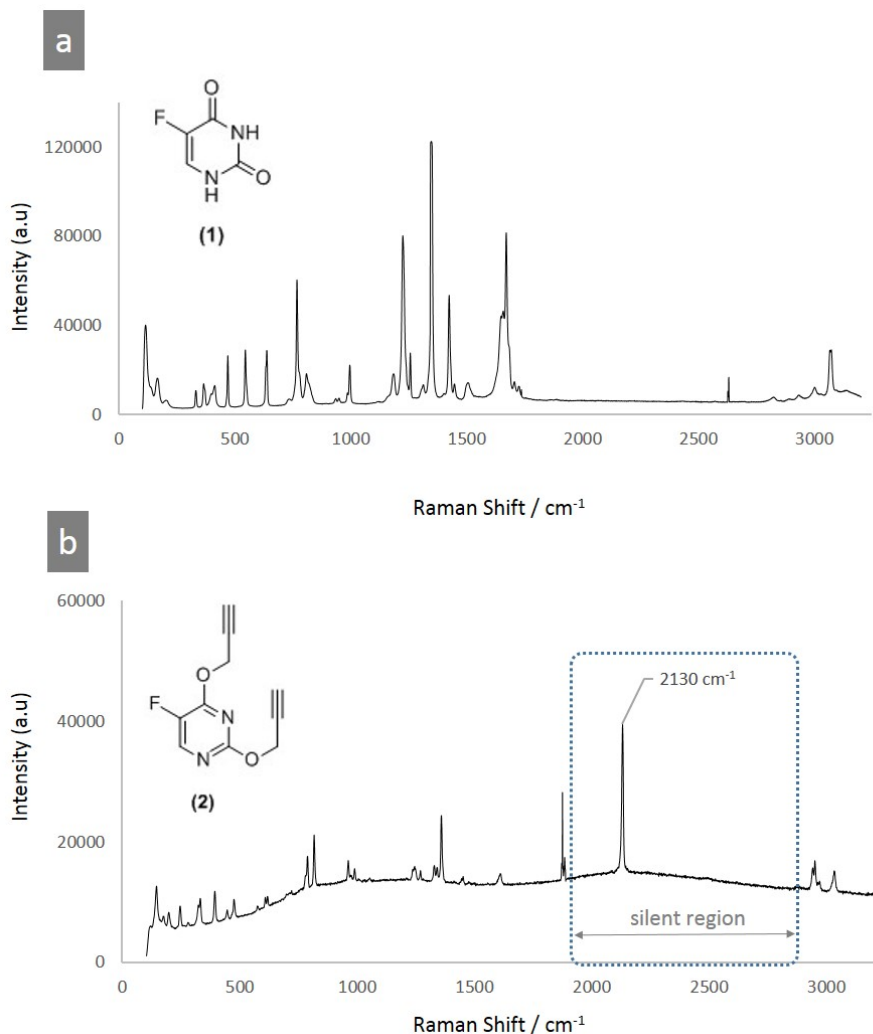 a
O
F
NH
N
H
O
(1)
Intensity (a.u)
120000
80000
40000
0
0 500 1000 1500 2000 2500 3000
Raman Shift / cm-1
b
60000
40000
20000
0
Intensity (a.u)
O
F
N
N
O
(2)
2130 cm-1
silent region
0 500 1000 1500 2000 2500 3000
Raman Shift / cm-1